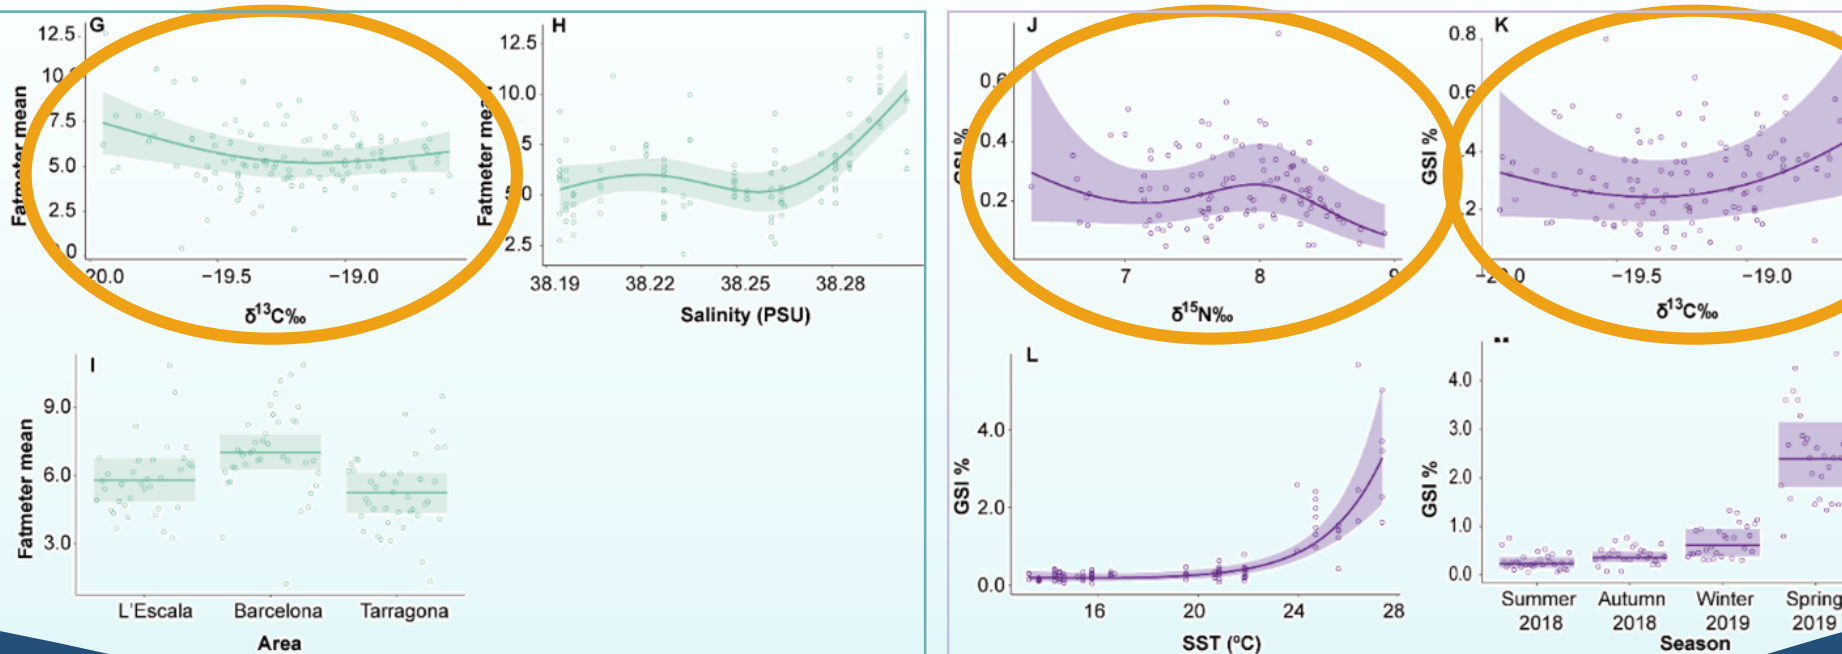 G
Fatmeter mean
12.5
7.5
5.0
2.5
−19.5
−19.0
δ¹³C‰
H
12.5
10.0
2.5
38.19
38.22
38.25
38.28
Salinity (PSU)
I
Fatmeter mean
9.0
6.0
3.0
L'Escala
Barcelona
Tarragona
Area
J
0.4
0.2
7
8
9
δ¹⁵N‰
K
GSI %
0.8
0.6
−19.5
−19.0
δ¹³C‰
L
GSI %
4.0
2.0
0.0
16
20
24
28
SST (ºC)
GSI %
4.0
3.0
2.0
1.0
0.0
Summer Autumn Winter Spring
2018 2018 2019 2019
Season